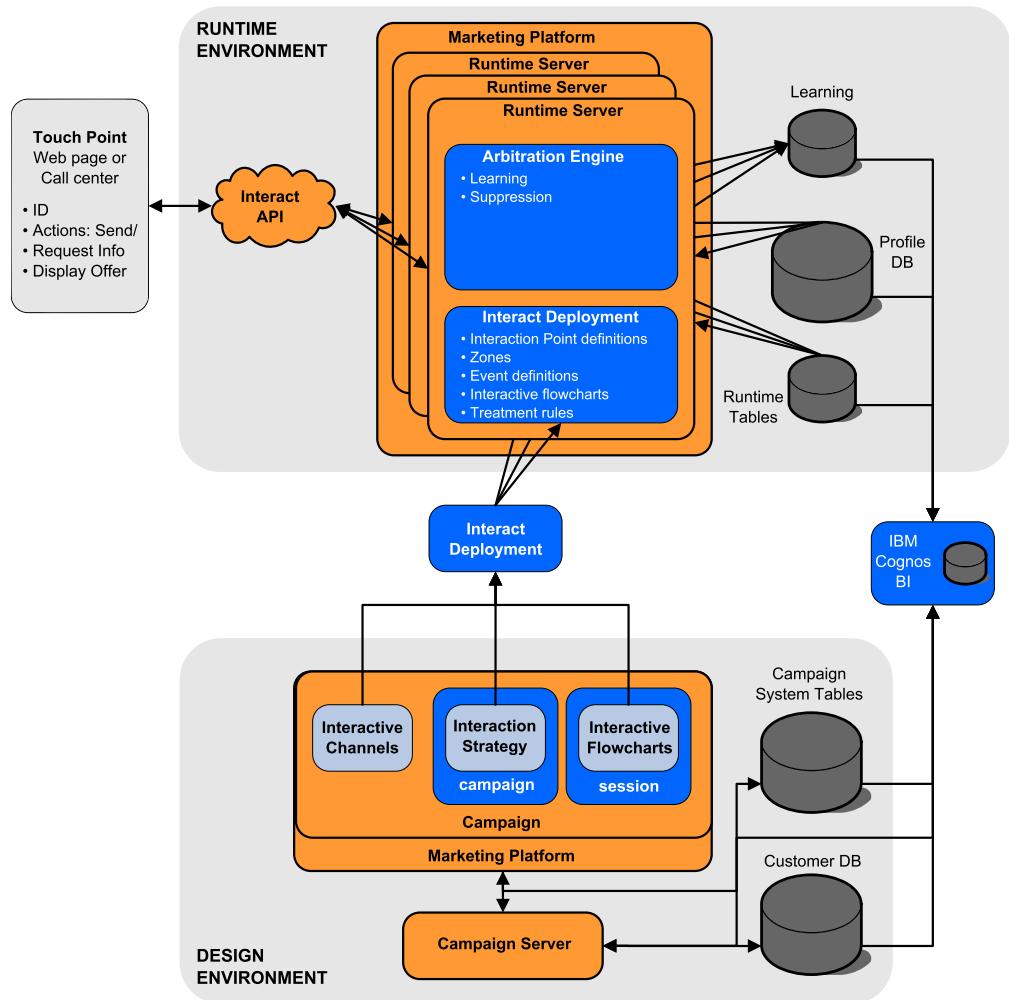 RUNTIME
ENVIRONMENT
Marketing Platform
Runtime Server
Runtime Server
Runtime Server
Touch Point
Web page or
Call center
• ID
• Actions: Send/
• Request Info
• Display Offer
Interact
API
Arbitration Engine
• Learning
• Suppression
Interact Deployment
• Interaction Point definitions
• Zones
• Event definitions
• Interactive flowcharts
• Treatment rules
Learning
Profile
DB
Runtime
Tables
Interact
Deployment
IBM
Cognos
BI
Interactive
Channels
Interaction
Strategy
campaign
Interactive
Flowcharts
session
Campaign
Marketing Platform
Campaign
System Tables
Customer DB
Campaign Server
DESIGN
ENVIRONMENT